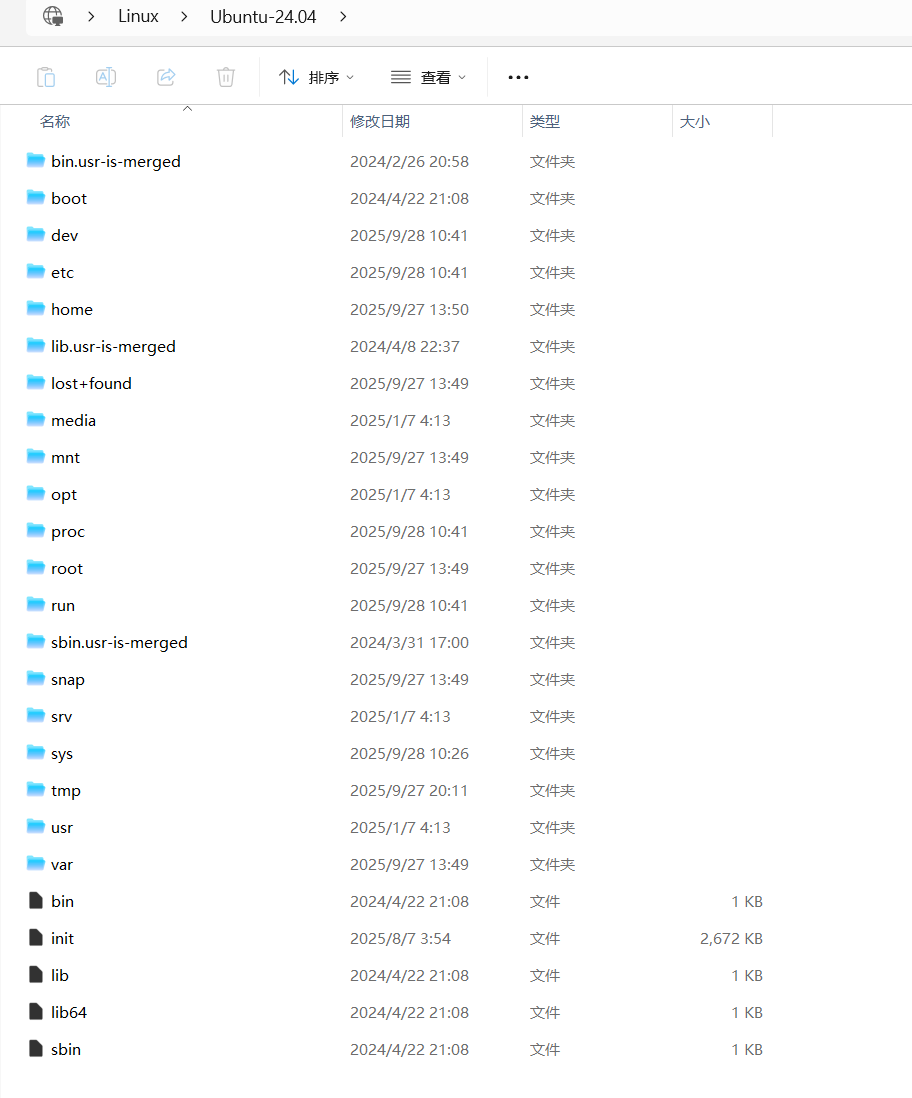 Linux Ubuntu-24.04
排序 查看
名称 修改日期 类型 大小
bin.usr-is-merged 2024/2/26 20:58 文件夹
boot 2024/4/22 21:08 文件夹
dev 2025/9/28 10:41 文件夹
etc 2025/9/28 10:41 文件夹
home 2025/9/27 13:50 文件夹
lib.usr-is-merged 2024/4/8 22:37 文件夹
lost+found 2025/9/27 13:49 文件夹
media 2025/1/7 4:13 文件夹
mnt 2025/9/27 13:49 文件夹
opt 2025/1/7 4:13 文件夹
proc 2025/9/28 10:41 文件夹
root 2025/9/27 13:49 文件夹
run 2025/9/28 10:41 文件夹
sbin.usr-is-merged 2024/3/31 17:00 文件夹
snap 2025/9/27 13:49 文件夹
srv 2025/1/7 4:13 文件夹
sys 2025/9/28 10:26 文件夹
tmp 2025/9/27 20:11 文件夹
usr 2025/1/7 4:13 文件夹
var 2025/9/27 13:49 文件夹
bin 2024/4/22 21:08 文件 1 KB
init 2025/8/7 3:54 文件 2,672 KB
lib 2024/4/22 21:08 文件 1 KB
lib64 2024/4/22 21:08 文件 1 KB
sbin 2024/4/22 21:08 文件 1 KB